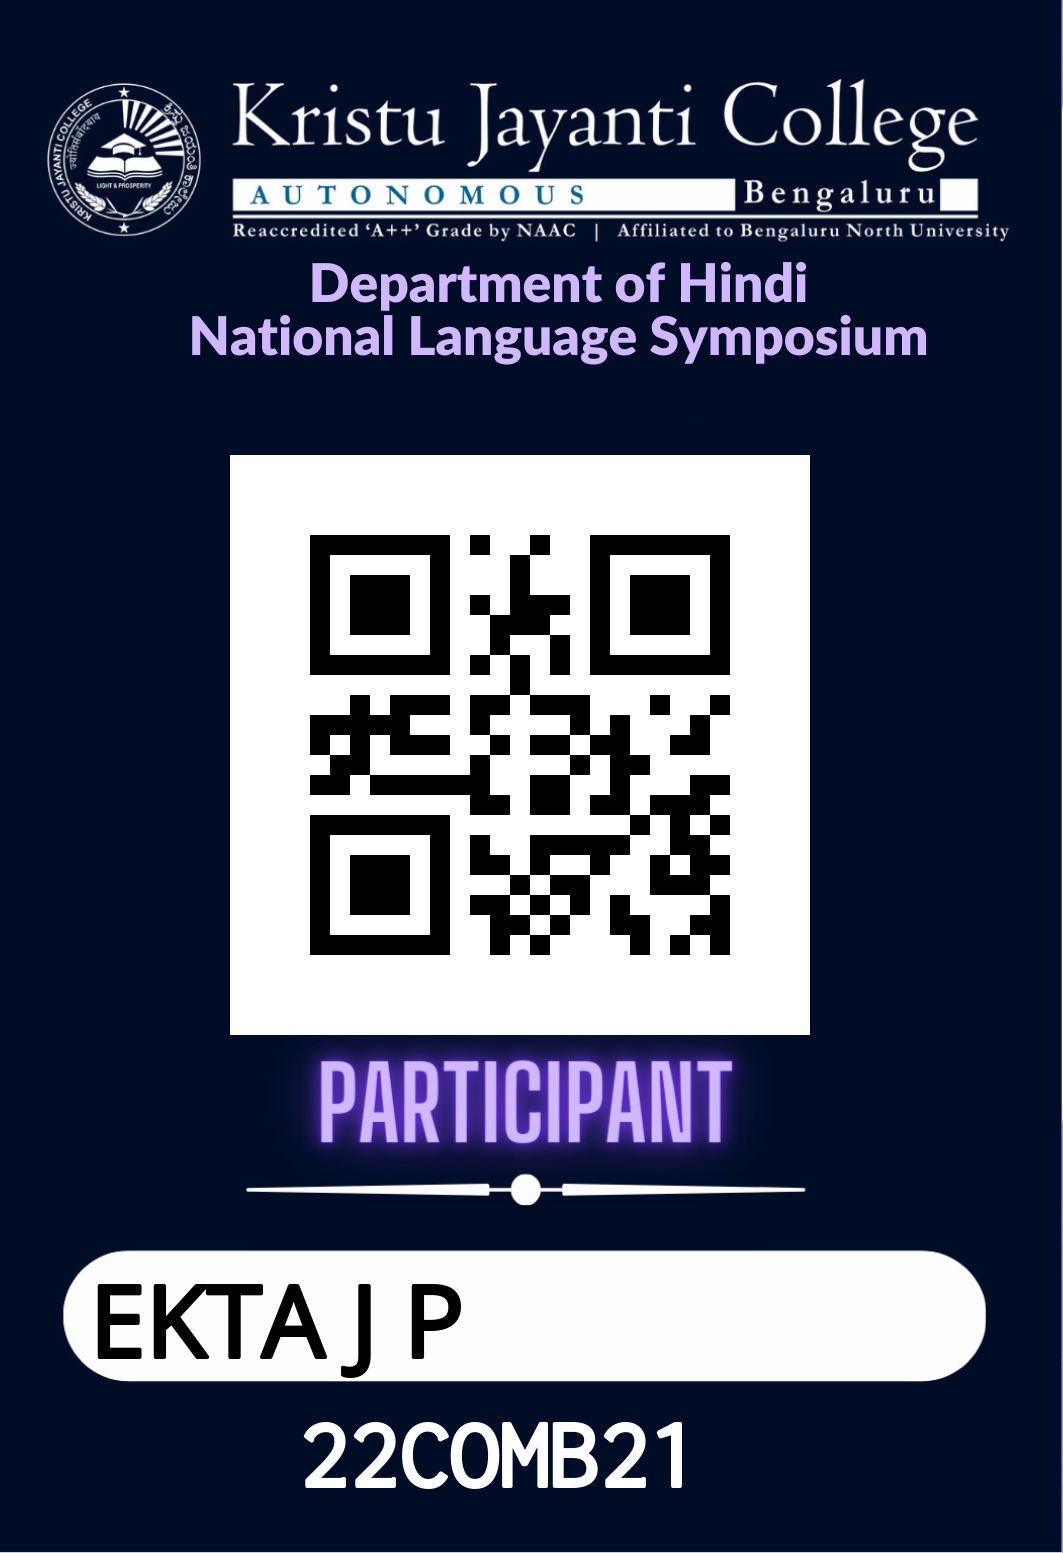 Kristu Jayanti College
AUTONOMOUS Bengaluru
Reaccredited ‘A++’ Grade by NAAC | Affiliated to Bengaluru North University
KRISTU JAYANTI COLLEGE
LIGHT & PROSPERITY
Department of Hindi
National Language Symposium
PARTICIPANT
EKTA J P
22COMB21